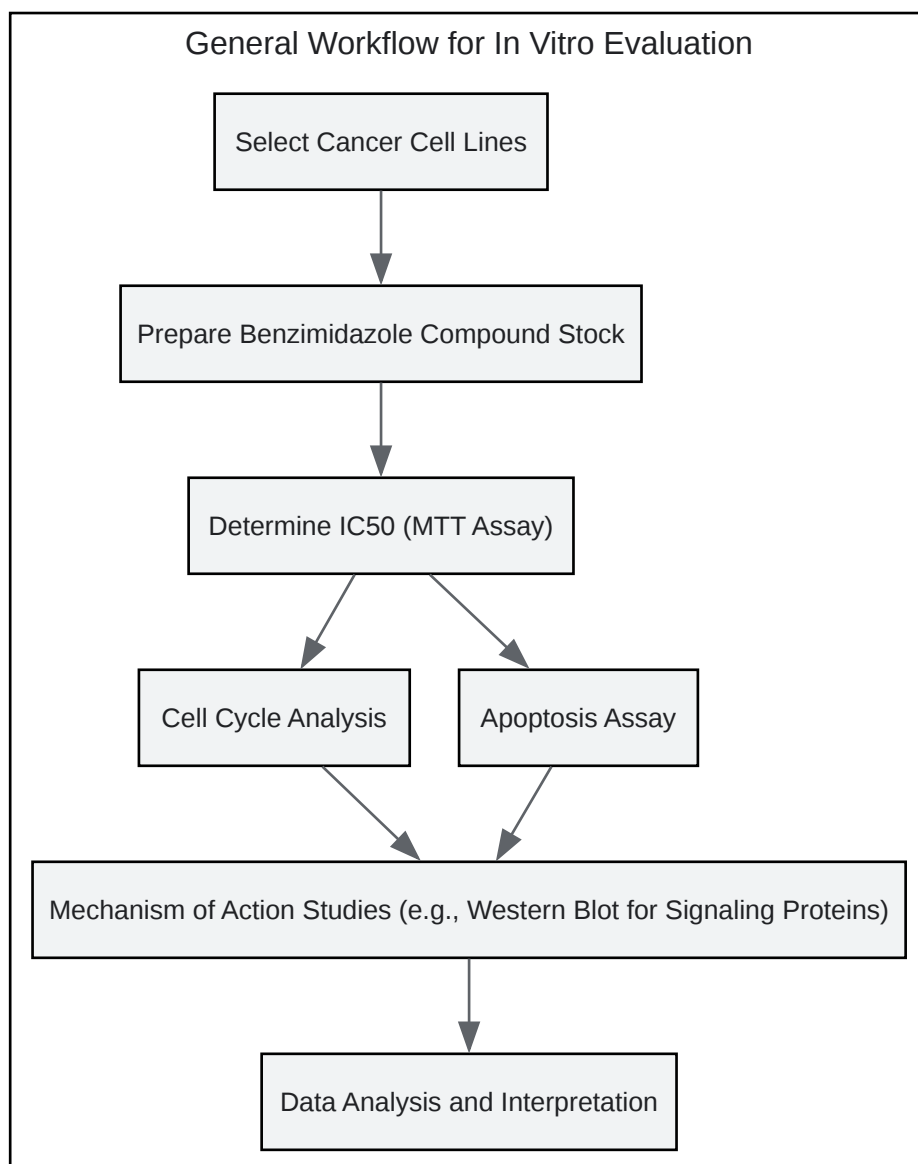 General Workflow for In Vitro Evaluation
Select Cancer Cell Lines
Prepare Benzimidazole Compound Stock
Determine IC50 (MTT Assay)
Cell Cycle Analysis
Apoptosis Assay
Mechanism of Action Studies (e.g., Western Blot for Signaling Proteins)
Data Analysis and Interpretation